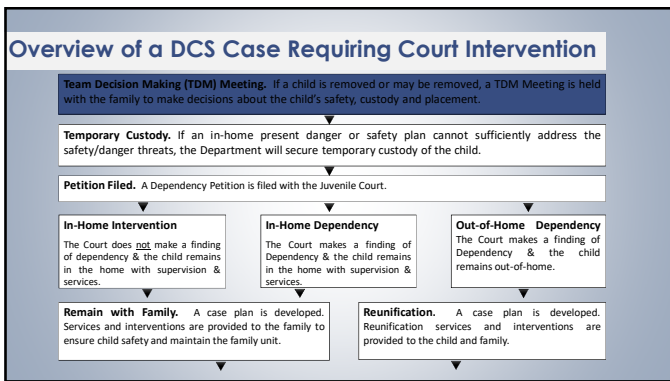 Overview of a DCS Case Requiring Court Intervention
Team Decision Making (TDM) Meeting. If a child is removed or may be removed, a TDM Meeting is held
with the family to make decisions about the child's safety, custody and placement.
Temporary Custody. If an in-home present danger or safety plan cannot sufficiently address the
safety/danger threats, the Department will secure temporary custody of the child.
Petition Filed. A Dependency Petition is filed with the Juvenile Court.
In-Home Intervention
The Court does not make a finding
of dependency & the child remains
in the home with supervision &
services.
In-Home Dependency
The Court makes a finding of
Dependency & the child remains
in the home with supervision &
services.
Out-of-Home Dependency
The Court makes a finding of
Dependency & the child
remains out-of-home.
Remain with Family. A case plan is developed.
Services and interventions are provided to the family to
ensure child safety and maintain the family unit.
Reunification. A case plan is developed.
Reunification services and interventions are
provided to the child and family.